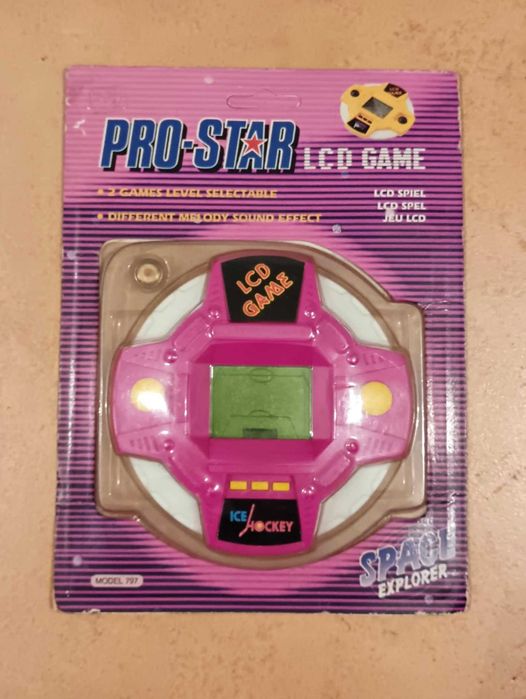 PRO-STAR LCD GAME
• 2 GAMES LEVEL SELECTABLE
• DIFFERENT MELODY SOUND EFFECT
LCD SPIEL
LCD SPEL
JEU LCD
LCD
GAME
ICE HOCKEY
MODEL 797
SPACE
EXPLORER